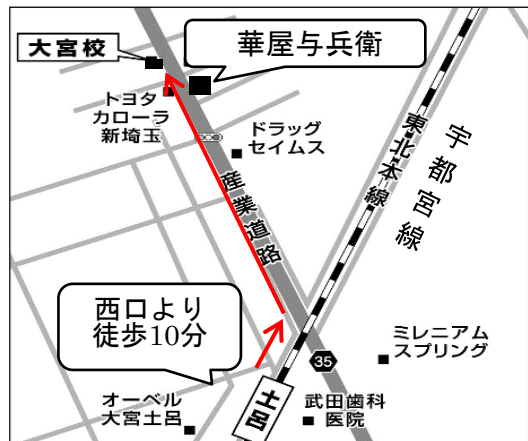 大宮校
華屋与兵衛
トヨタ
カローラ
新埼玉
ドラッグ
セイムス
産業道路
東北本線
宇都宮線
西口より
徒歩10分
ミレニアム
スプリング
35
土呂
オーベル
大宮土呂
武田歯科
医院